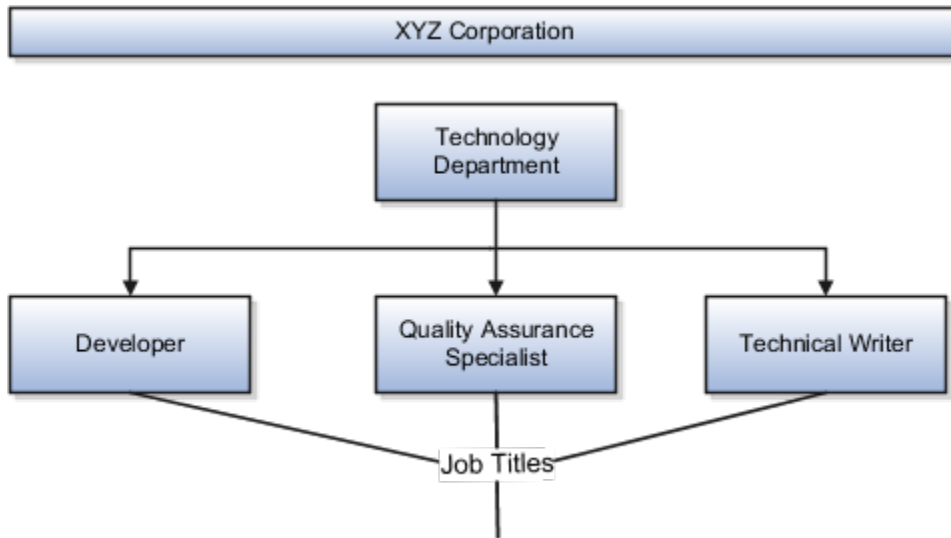 XYZ Corporation
Technology
Department
Developer
Quality Assurance
Specialist
Technical Writer
Job Titles